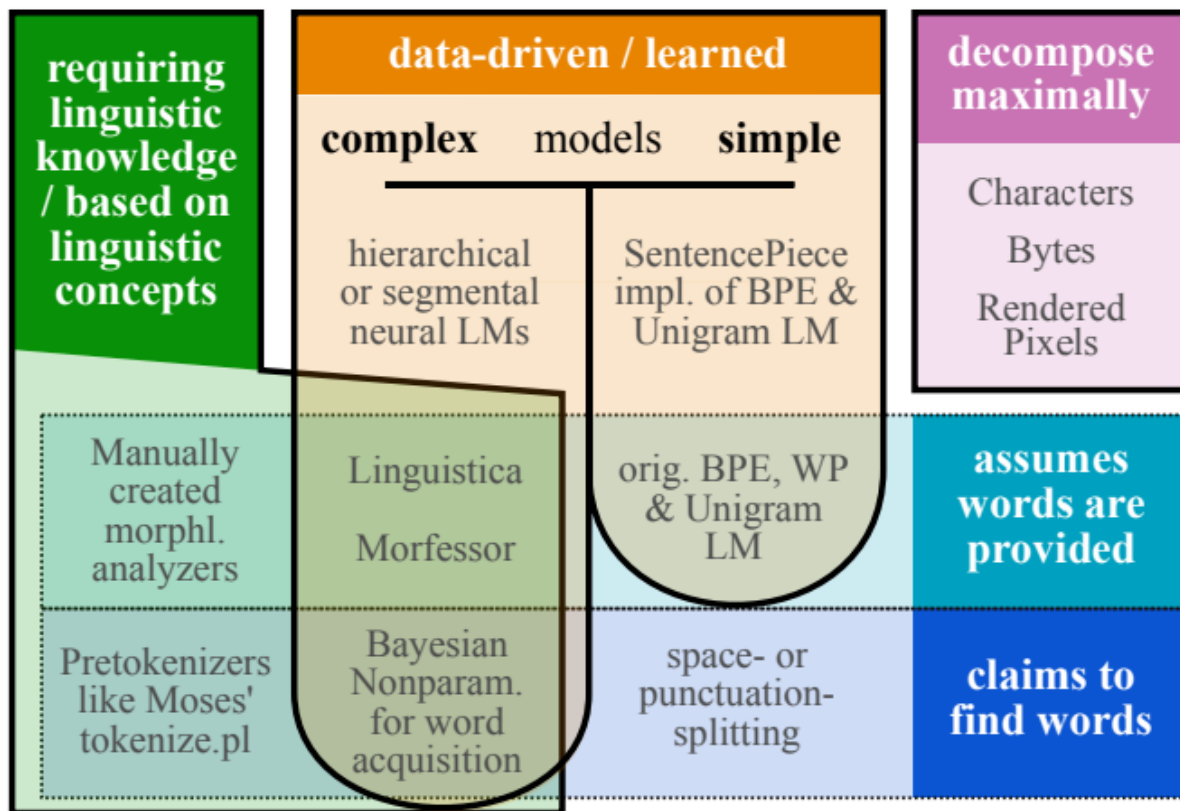 requiring
linguistic
knowledge
/ based on
linguistic
concepts
data-driven / learned
complex models simple
hierarchical
or segmental
neural LMs
SentencePiece
impl. of BPE &
Unigram LM
decompose
maximally
Characters
Bytes
Rendered
Pixels
Manually
created
morphl.
analyzers
Linguistica
Morfessor
orig. BPE, WP
& Unigram
LM
assumes
words are
provided
Pretokenizers
like Moses'
tokenize.pl
Bayesian
Nonparam.
for word
acquisition
space- or
punctuation-
splitting
claims to
find words